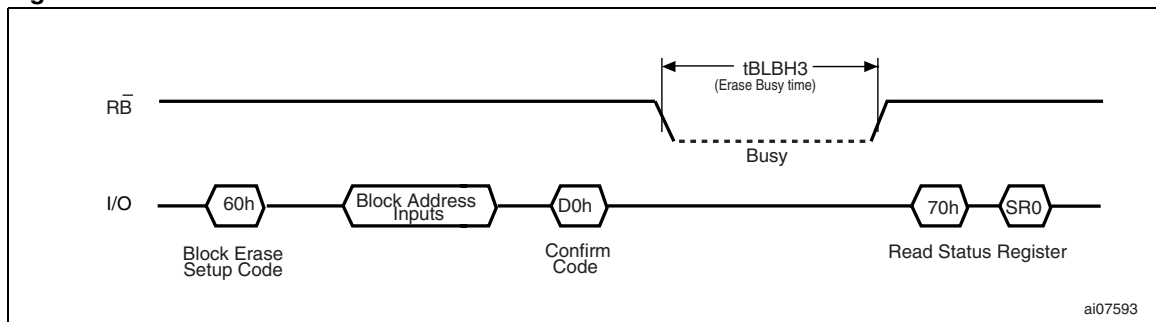 tBLBH3
(Erase Busy time)
RB̅
Busy
I/O
60h
Block Address
Inputs
D0h
70h
SR0
Block Erase
Setup Code
Confirm
Code
Read Status Register
ai07593